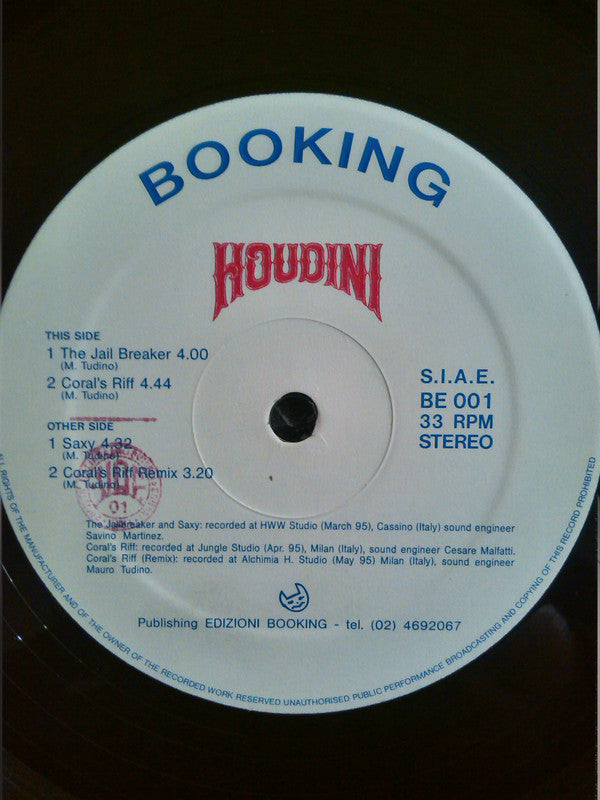 BOOKING
HOUDINI
THIS SIDE
1 The Jail Breaker 4.00
(M. Tudino)
2 Coral's Riff 4.44
(M. Tudino)
OTHER SIDE
1 Saxy 4.32
(M. Tudino)
2 Coral's Riff Remix 3.20
(M. Tudino)
S.I.A.E.
BE 001
33 RPM
STEREO
01
The Jailbreaker and Saxy: recorded at HWW Studio (March 95), Cassino (Italy) sound engineer
Savino Martinez.
Coral's Riff: recorded at Jungle Studio (Apr. 95), Milan (Italy), sound engineer Cesare Malfatti.
Coral's Riff (Remix): recorded at Alchimia H. Studio (May 95) Milan (Italy), sound engineer
Mauro Tudino.
Publishing EDIZIONI BOOKING - tel. (02) 4692067
ALL RIGHTS OF THE MANUFACTURER AND OF THE OWNER OF THE RECORDED WORK RESERVED UNAUTHORISED PUBLIC PERFORMANCE BROADCASTING AND COPYING OF THIS RECORD PROHIBITED